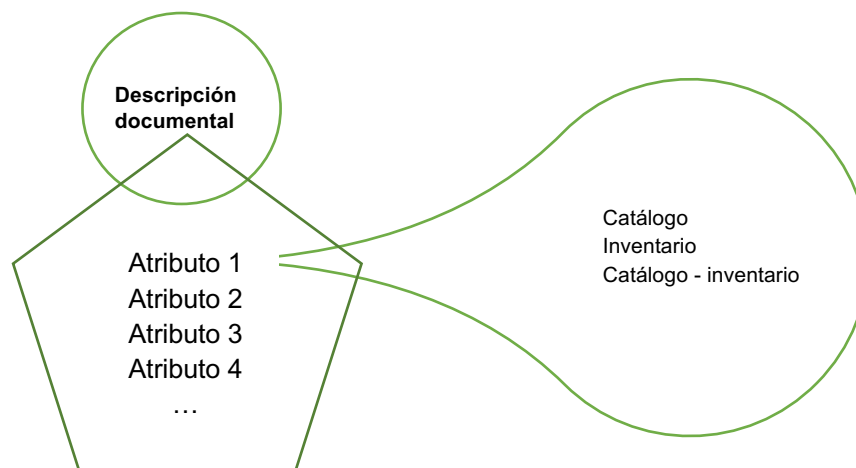 Descripción
documental
Atributo 1
Atributo 2
Atributo 3
Atributo 4
…
Catálogo
Inventario
Catálogo - inventario